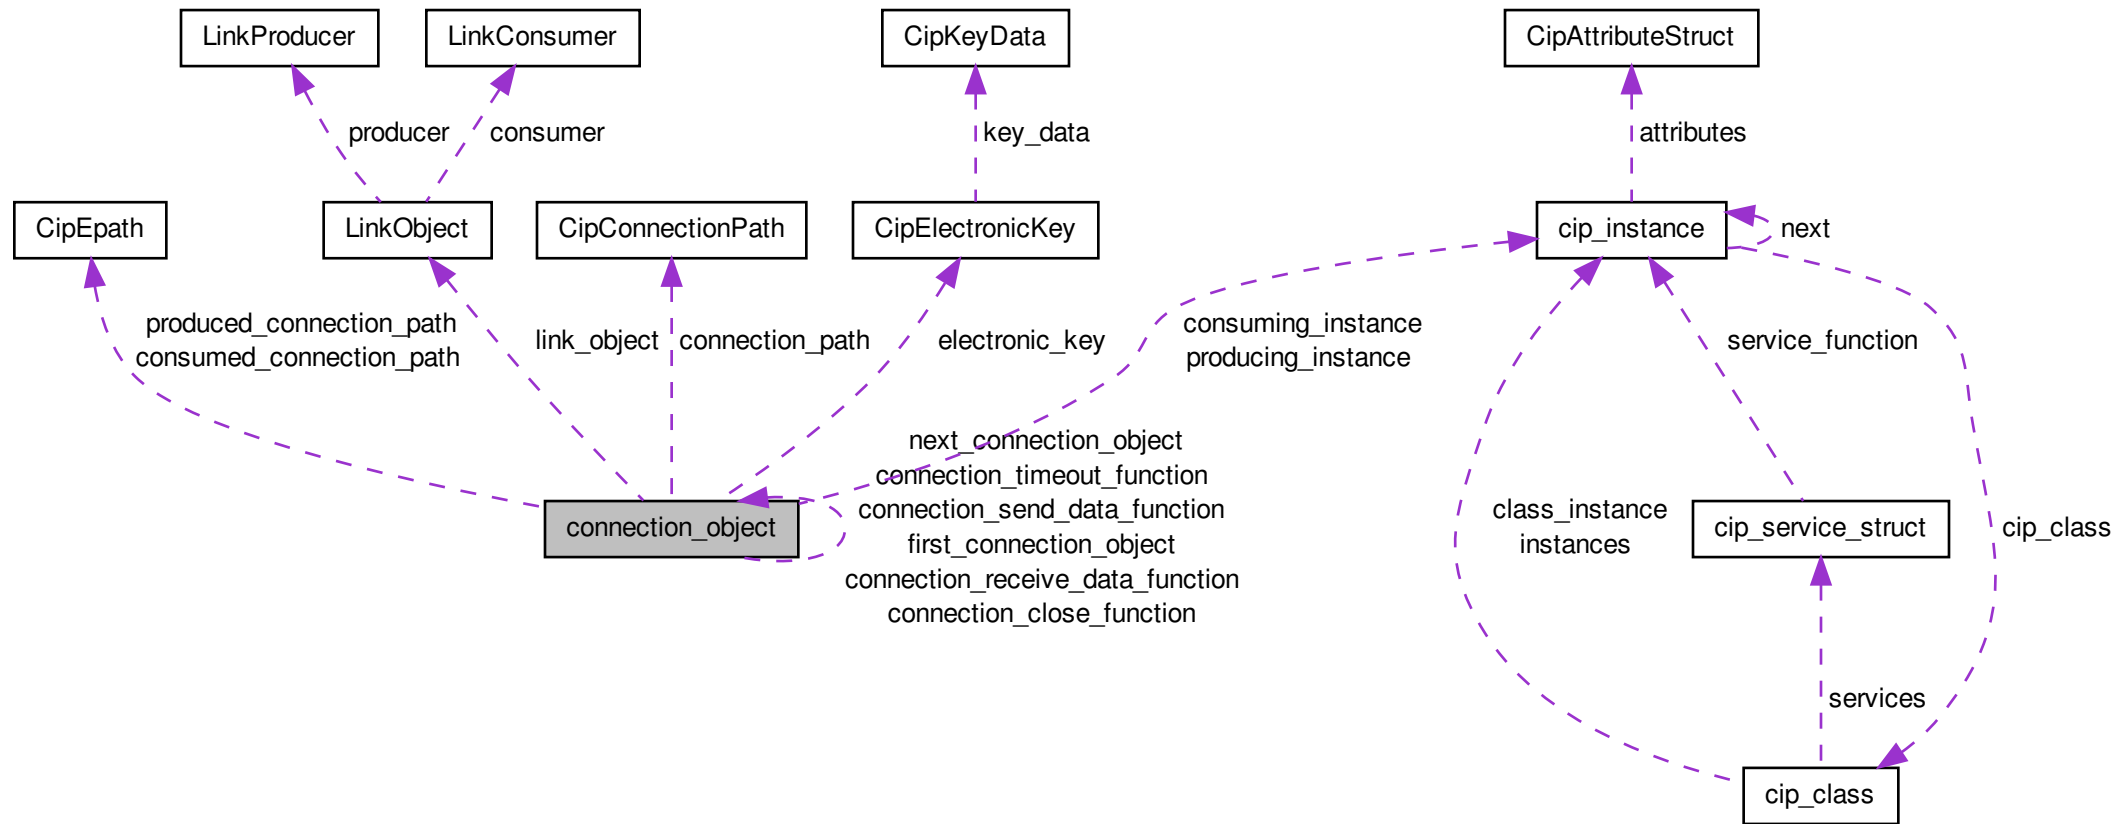 LinkProducer
LinkConsumer
CipKeyData
CipAttributeStruct
producer
consumer
key_data
attributes
CipEpath
LinkObject
CipConnectionPath
CipElectronicKey
cip_instance
next
produced_connection_path
consumed_connection_path
link_object
connection_path
electronic_key
consuming_instance
producing_instance
service_function
next_connection_object
connection_timeout_function
connection_send_data_function
first_connection_object
connection_receive_data_function
connection_close_function
connection_object
class_instance
instances
cip_service_struct
cip_class
services
cip_class